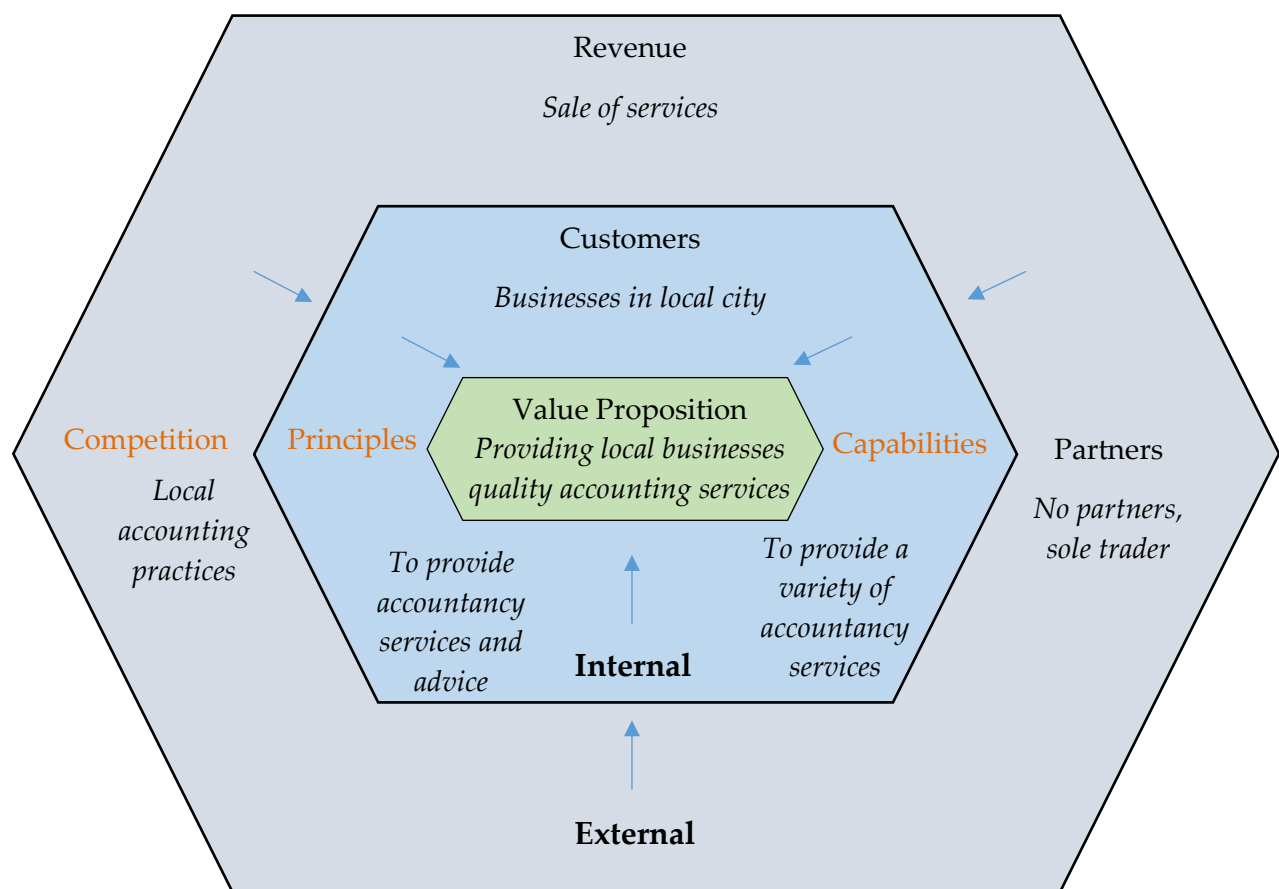 Revenue
Sale of services
Customers
Businesses in local city
Value Proposition
Providing local businesses
quality accounting services
Competition
Local
accounting
practices
Principles
To provide
accountancy
services and
advice
Capabilities
To provide a
variety of
accountancy
services
Partners
No partners,
sole trader
Internal
External